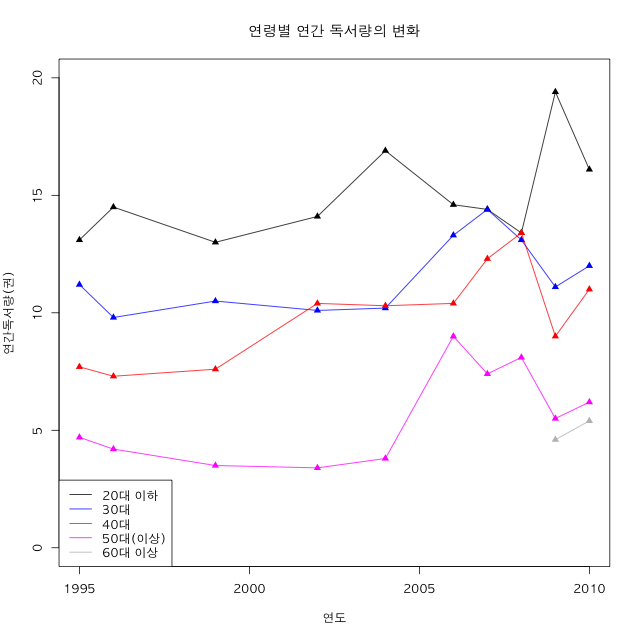 연령별 연간 독서량의 변화
20
15
10
5
0
연간독서량(권)
20대 이하
30대
40대
50대(이상)
60대 이상
1995 2000 2005 2010
연도